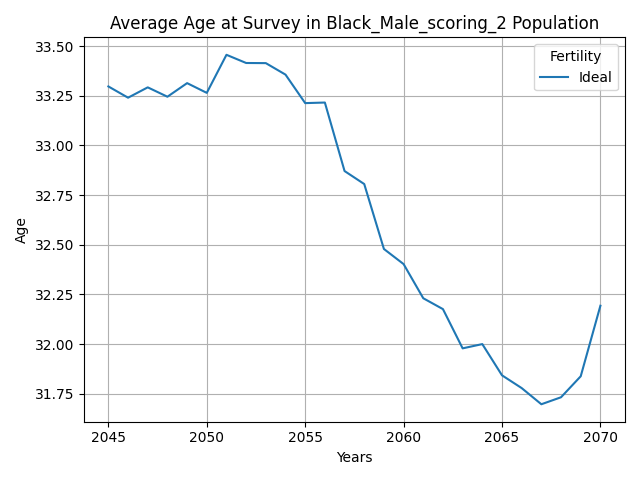 Average Age at Survey in Black_Male_scoring_2 Population
33.50
33.25
33.00
32.75
32.50
32.25
32.00
31.75
Age
Fertility
Ideal
2045 2050 2055 2060 2065 2070
Years